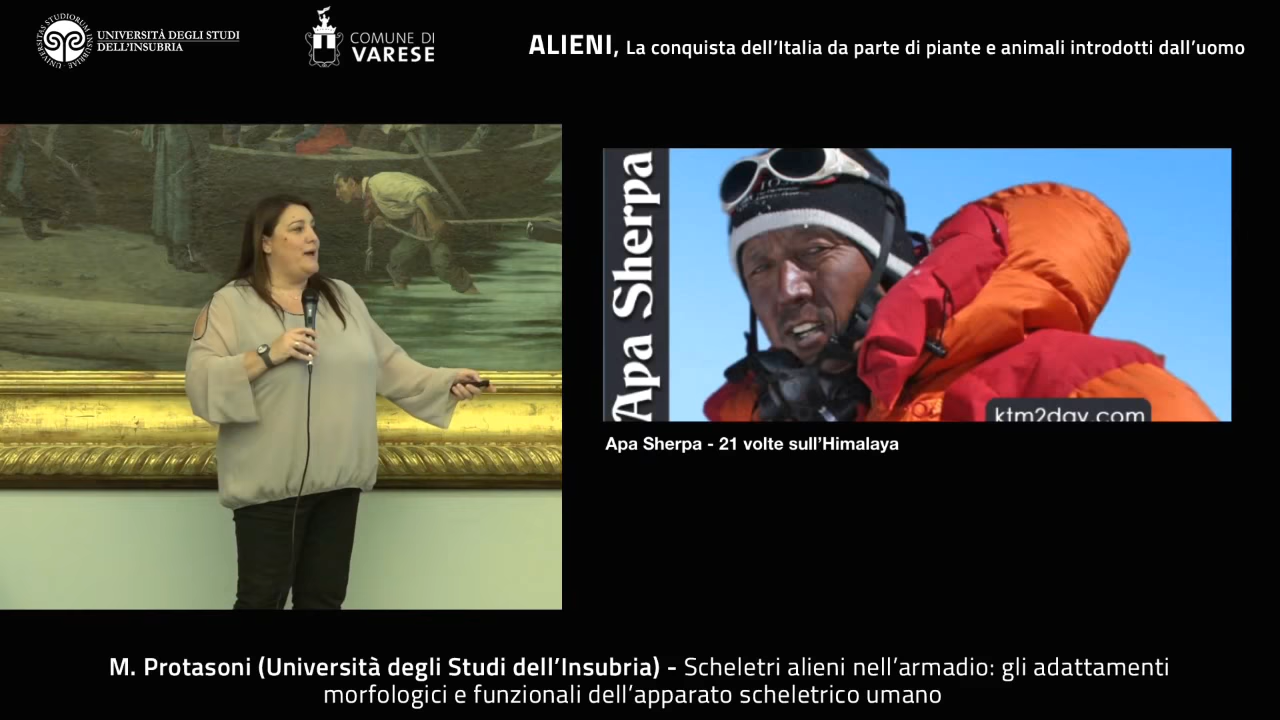 UNIVERSITÀ DEGLI STUDI
DELL'INSUBRIA
COMUNE DI
VARESE
ALIENI, La conquista dell'Italia da parte di piante e animali introdotti dall'uomo
Apa Sherpa
ktm2day.com
Apa Sherpa - 21 volte sull'Himalaya
M. Protasoni (Università degli Studi dell'Insubria) - Scheletri alieni nell'armadio: gli adattamenti
morfologici e funzionali dell'apparato scheletrico umano